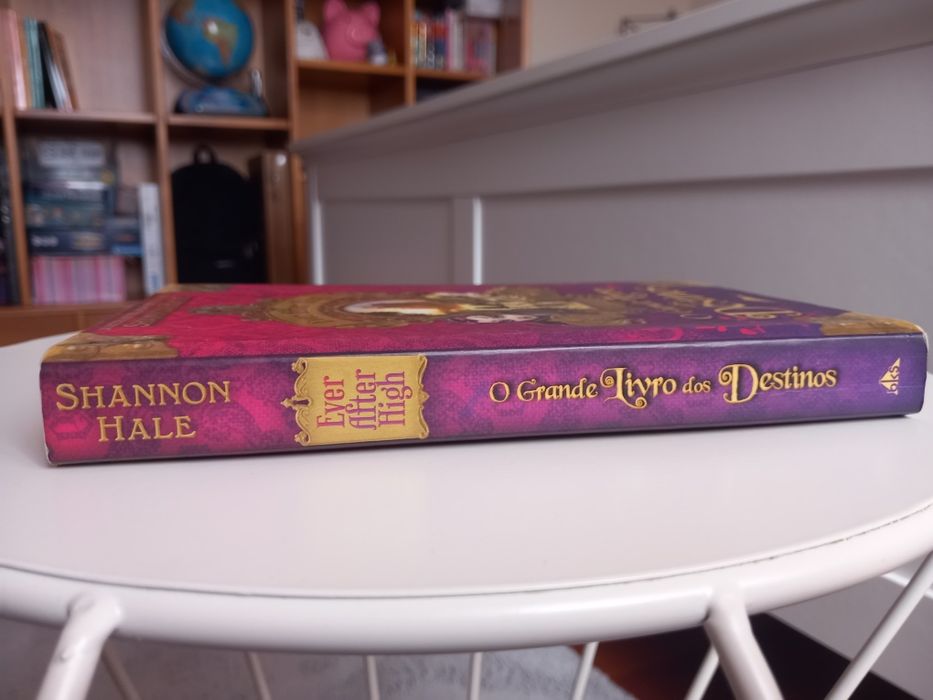 SHANNON
HALE
Ever
After
High
O GRANDE LIVRO DOS DESTINOS